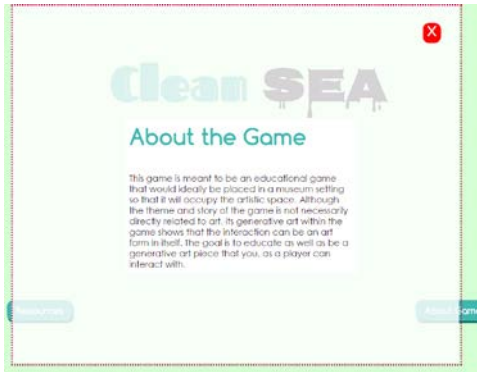 X
Clean SEA
About the Game
This game is meant to be an educational game
that would ideally be placed in a museum setting
so that it will occupy the artistic space. Although
the theme and story of the game is not necessarily
directly related to art, its generative art within the
game shows that the interaction can be an art
form in itself. The goal is to educate as well as be a
generative art piece that you, as a player can
interact with.
Resources
About Game